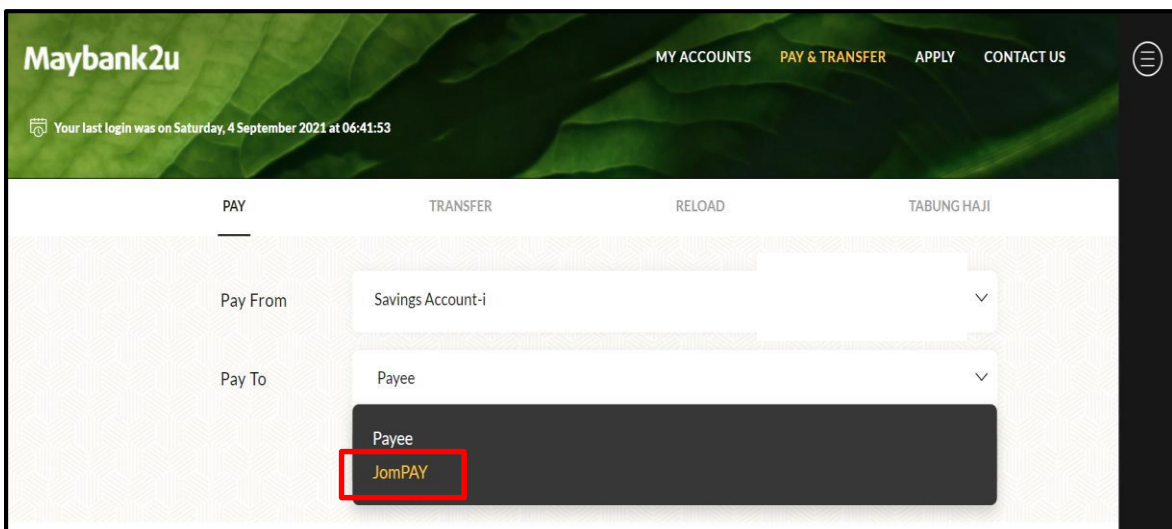 Maybank2u
MY ACCOUNTS PAY & TRANSFER APPLY CONTACT US
Your last login was on Saturday, 4 September 2021 at 06:41:53
PAY TRANSFER RELOAD TABUNG HAJI
Pay From Savings Account-i
Pay To Payee
Payee
JomPAY